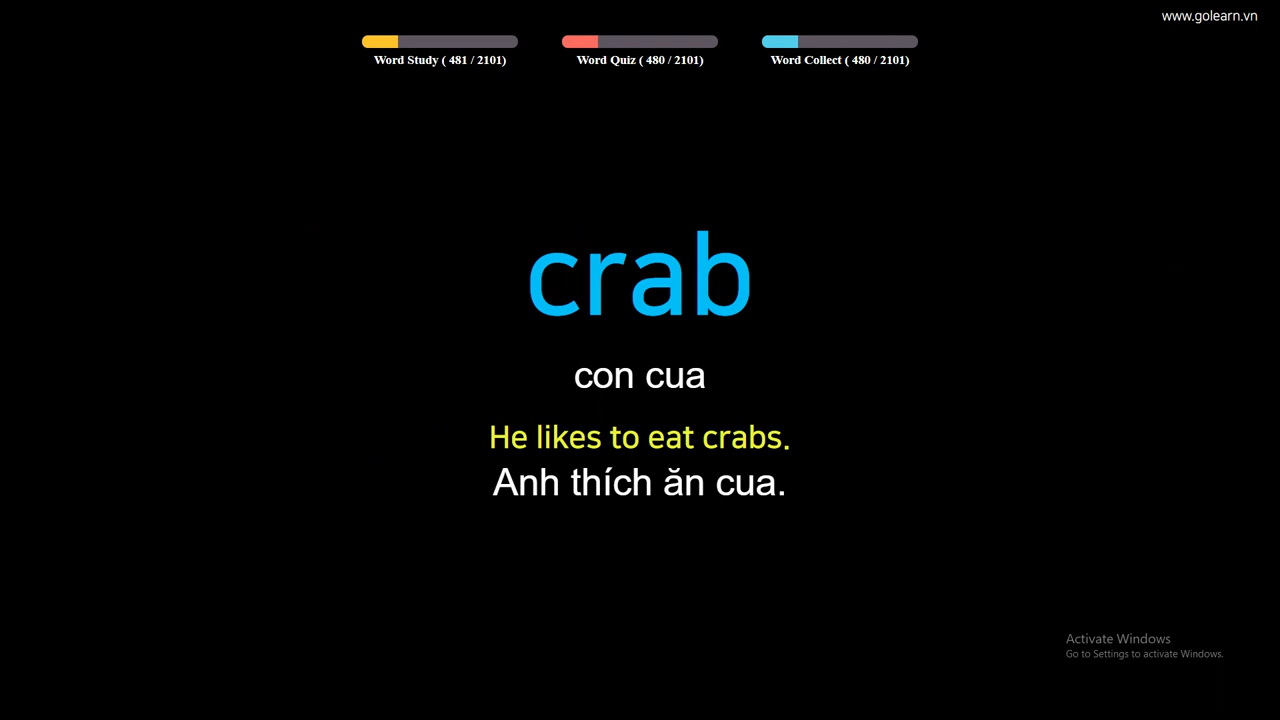 www.golearn.vn
Word Study ( 481 / 2101)
Word Quiz ( 480 / 2101)
Word Collect ( 480 / 2101)
crab
con cua
He likes to eat crabs.
Anh thích ăn cua.
Activate Windows
Go to Settings to activate Windows.